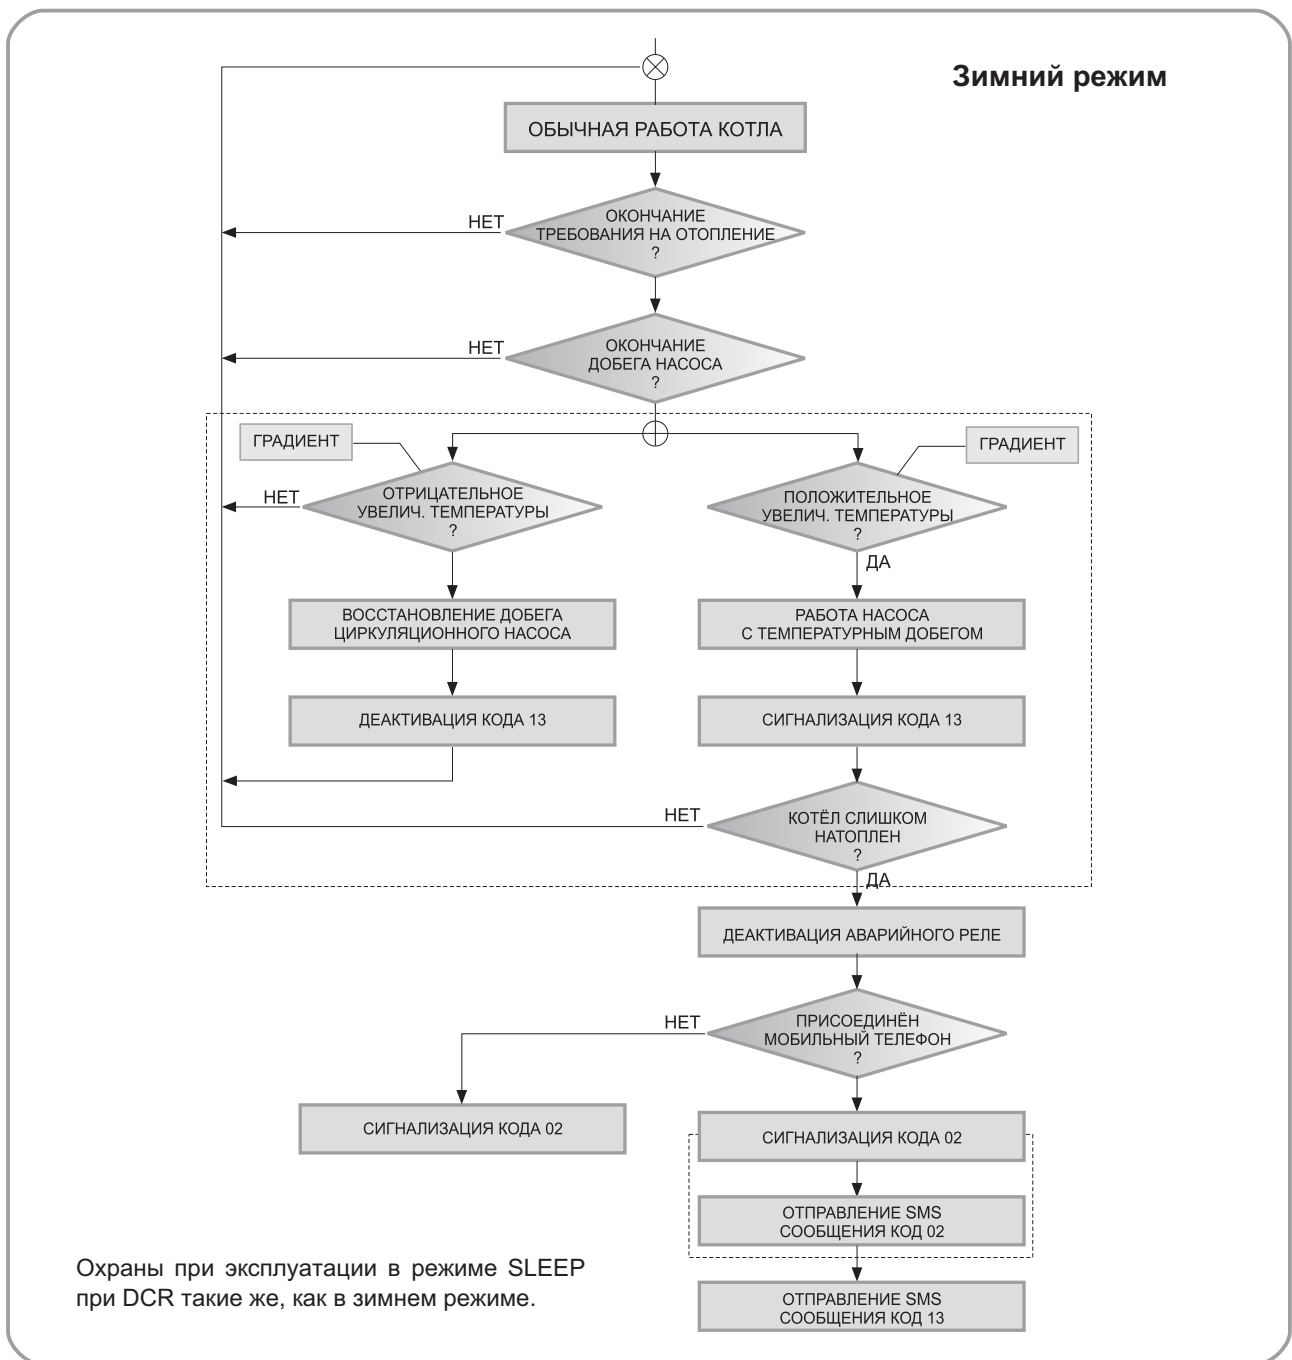 Зимний режим
ОБЫЧНАЯ РАБОТА КОТЛА
ОКОНЧАНИЕ
ТРЕБОВАНИЯ НА ОТОПЛЕНИЕ
?
НЕТ
ОКОНЧАНИЕ
ДОБЕГА НАСОСА
?
НЕТ
ГРАДИЕНТ
ГРАДИЕНТ
НЕТ
ОТРИЦАТЕЛЬНОЕ
УВЕЛИЧ. ТЕМПЕРАТУРЫ
?
ПОЛОЖИТЕЛЬНОЕ
УВЕЛИЧ. ТЕМПЕРАТУРЫ
?
ДА
ВОССТАНОВЛЕНИЕ ДОБЕГА
ЦИРКУЛЯЦИОННОГО НАСОСА
РАБОТА НАСОСА
С ТЕМПЕРАТУРНЫМ ДОБЕГОМ
ДЕАКТИВАЦИЯ КОДА 13
СИГНАЛИЗАЦИЯ КОДА 13
НЕТ
КОТЁЛ СЛИШКОМ
НАТОПЛЕН
?
ДА
ДЕАКТИВАЦИЯ АВАРИЙНОГО РЕЛЕ
НЕТ
ПРИСОЕДИНЁН
МОБИЛЬНЫЙ ТЕЛЕФОН
?
СИГНАЛИЗАЦИЯ КОДА 02
СИГНАЛИЗАЦИЯ КОДА 02
ОТПРАВЛЕНИЕ SMS
СООБЩЕНИЯ КОД 02
ОТПРАВЛЕНИЕ SMS
СООБЩЕНИЯ КОД 13
Охраны при эксплуатации в режиме SLEEP
при DCR такие же, как в зимнем режиме.